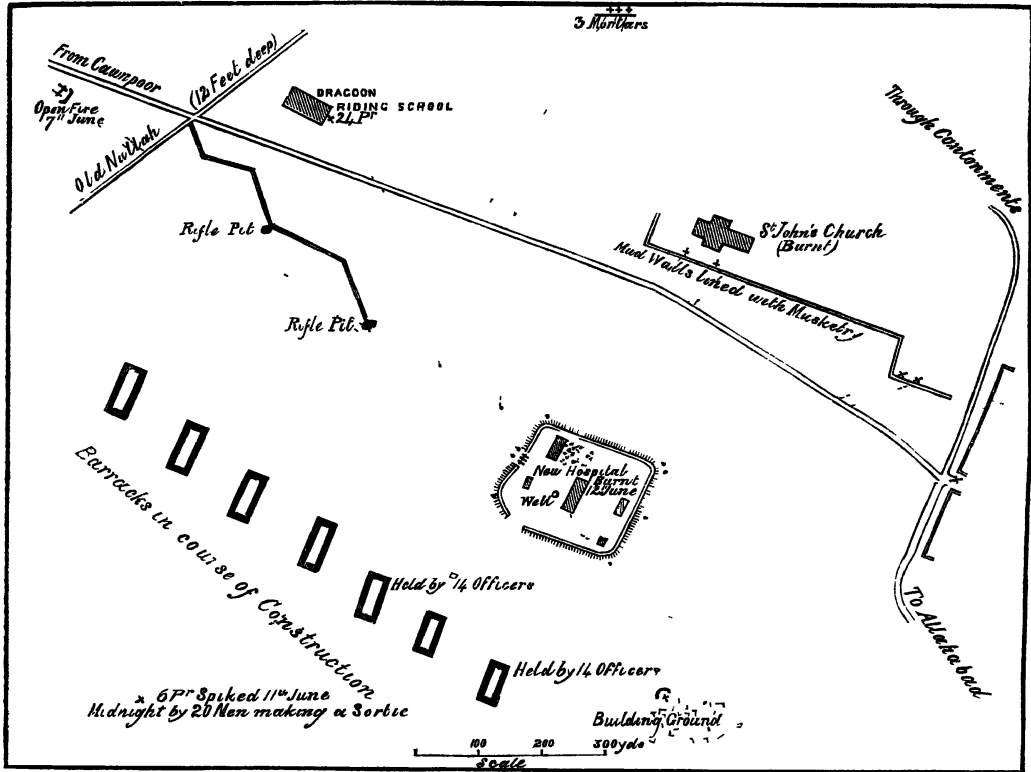 3 Mortars
From Cawnpoor
(12 Feet deep)
DRAGOON
RIDING SCHOOL
24 Pr
Open Fire
7" June
Old Nullah
Through Cantonments
Rifle Pit
St John's Church
(Burnt)
Mud Walls lined with Musketry
Rifle Pit
New Hospital
Burnt
12 June
Well
Barracks in course of Construction
Held by 14 Officers
To Allahabad
Held by 14 Officers
6 Pr Spiked 11th June
Midnight by 20 Men making a Sortie
Building Ground
100 200 300 yds
Scale